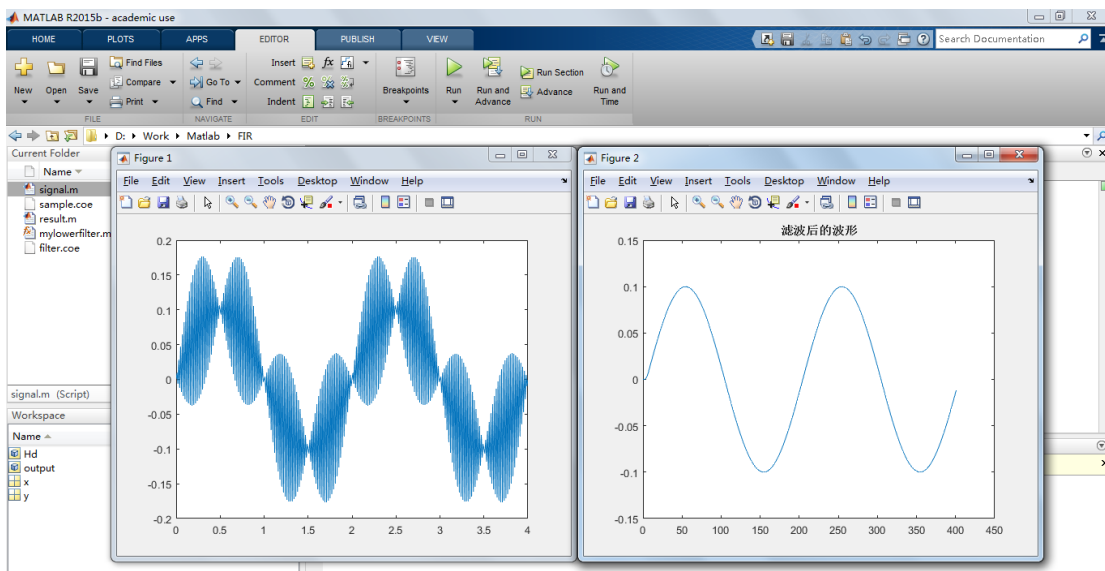 MATLAB R2015b - academic use
HOME PLOTS APPS EDITOR PUBLISH VIEW Search Documentation
New Open Save Find Files Compare Print
Go To Find
Insert fx
Comment
Indent
Breakpoints
Run Run and Advance Run Section Advance Run and Time
FILE NAVIGATE EDIT BREAKPOINTS RUN
D: Work Matlab FIR
Current Folder
Name
signal.m
sample.coe
result.m
mylowerfilter.m
filter.coe
signal.m (Script)
Workspace
Name
Hd
output
x
y
Figure 1
File Edit View Insert Tools Desktop Window Help
0.2
0.15
0.1
0.05
0
-0.05
-0.1
-0.15
-0.2
0 0.5 1 1.5 2 2.5 3 3.5 4
Figure 2
File Edit View Insert Tools Desktop Window Help
滤波后的波形
0.15
0.1
0.05
0
-0.05
-0.1
-0.15
0 50 100 150 200 250 300 350 400 450